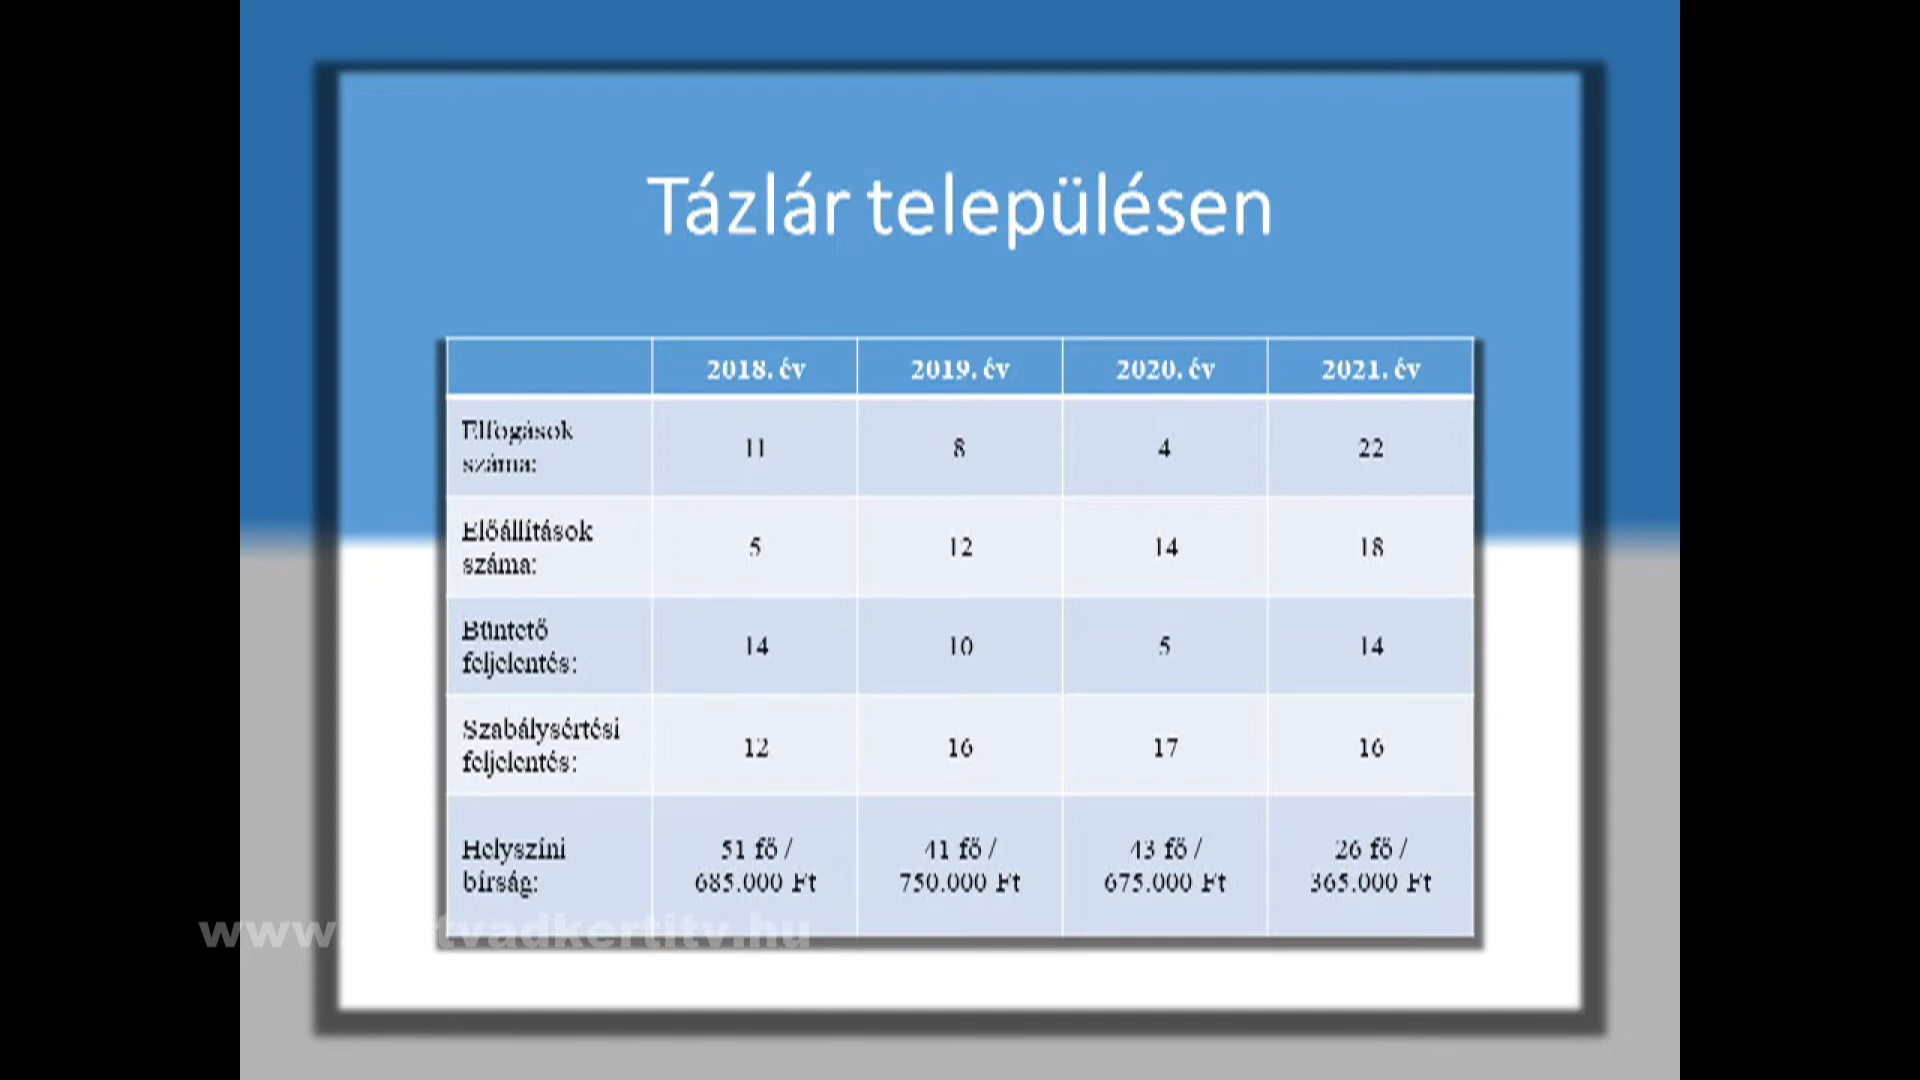 Tázlár településen
2018. év 2019. év 2020. év 2021. év
Elfogások
száma: 11 8 4 22
Előállítások
száma: 5 12 14 18
Büntető
feljelentés: 14 10 5 14
Szabálysértési
feljelentés: 12 16 17 16
Helyszíni 51 fő / 41 fő / 43 fő / 26 fő /
bírság: 685.000 Ft 750.000 Ft 675.000 Ft 365.000 Ft